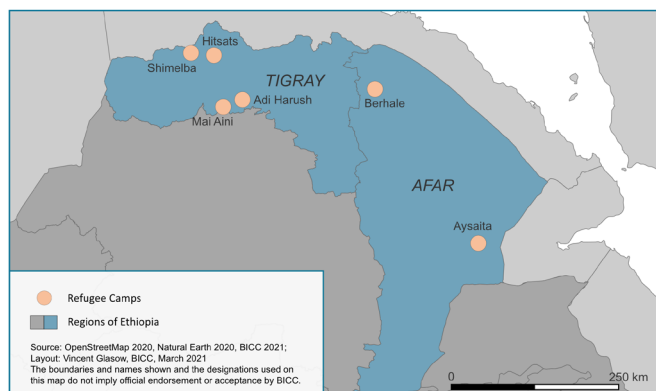 Hitsats
Shimelba
TIGRAY
Adi Harush
Berhale
Mai Aini
AFAR
Aysaita
Refugee Camps
Regions of Ethiopia
Source: OpenStreetMap 2020, Natural Earth 2020, BICC 2021;
Layout: Vincent Glasow, BICC, March 2021
The boundaries and names shown and the designations used on
this map do not imply official endorsement or acceptance by BICC.
0 250 km